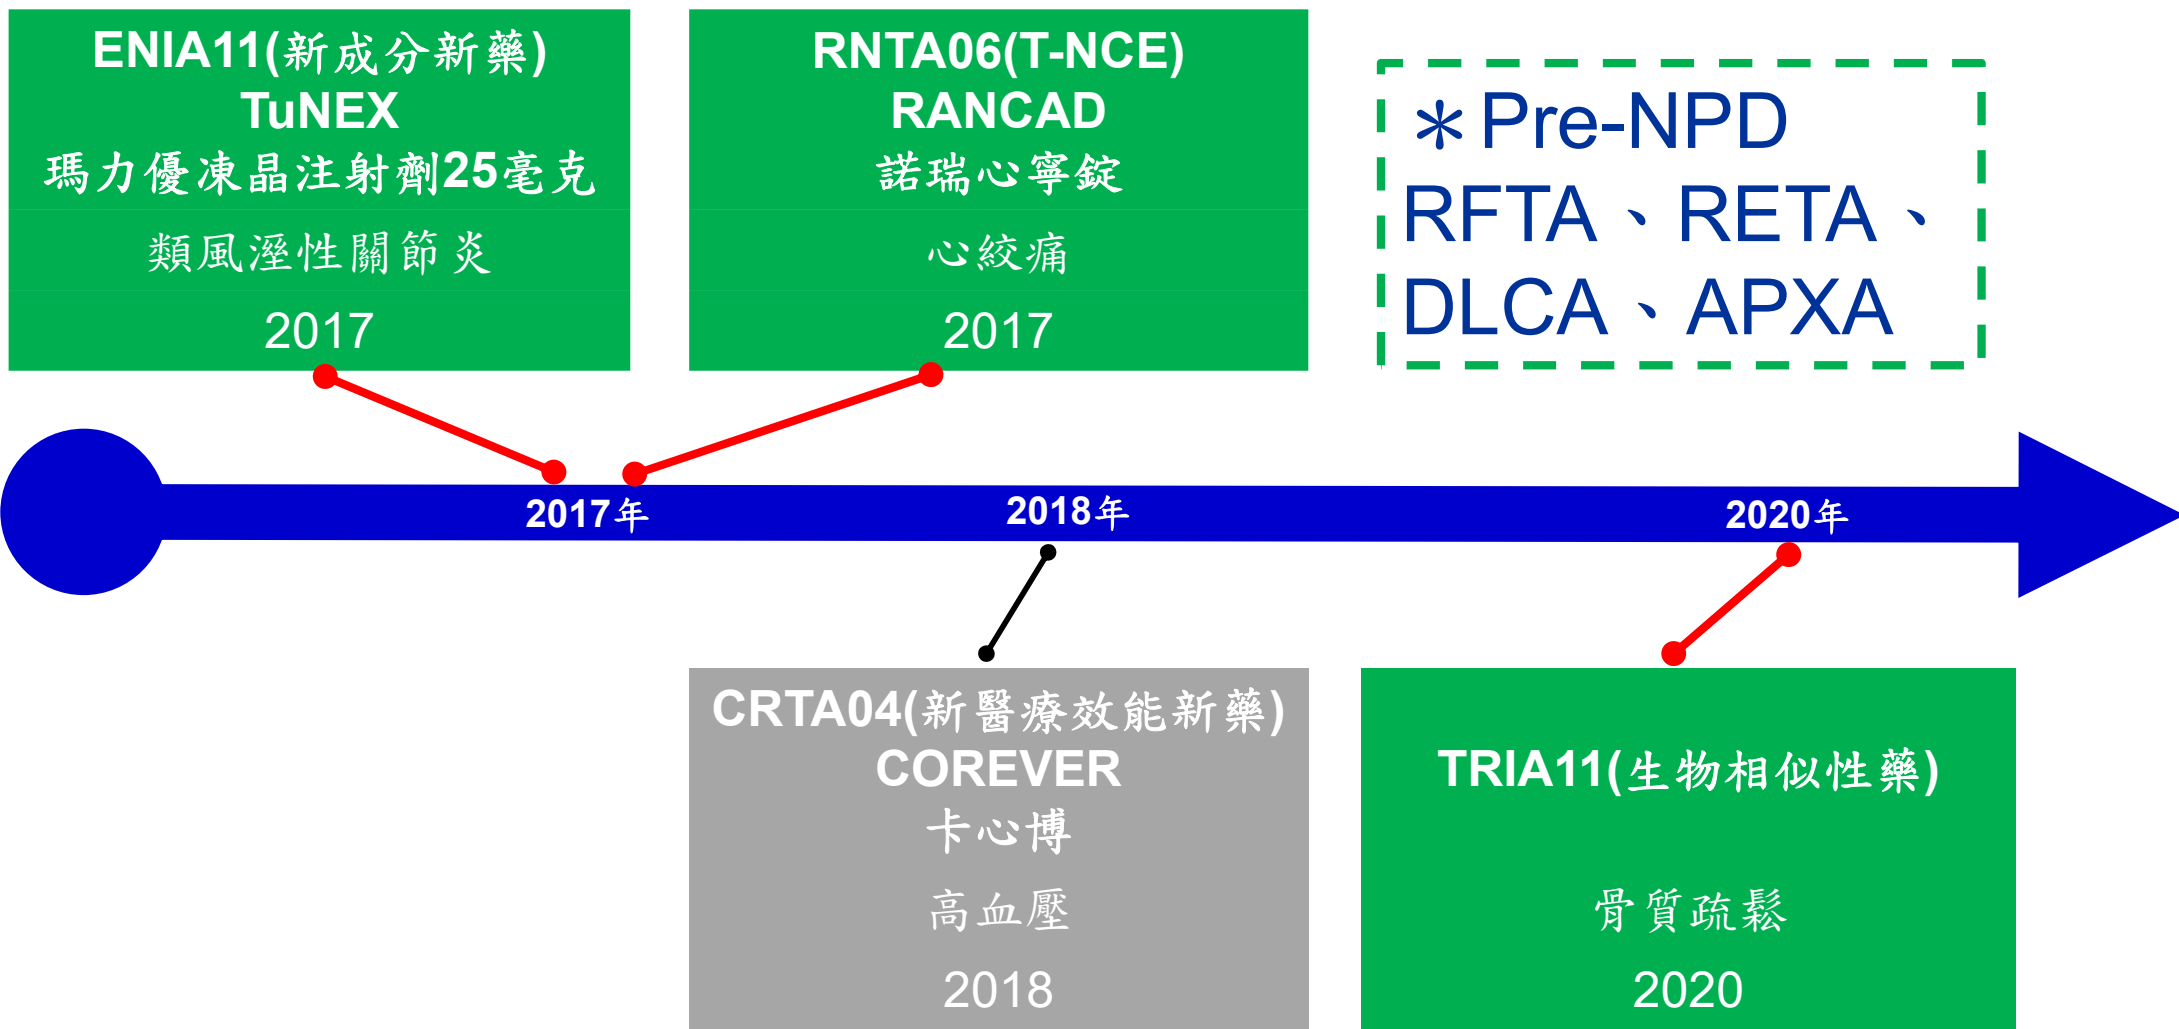 ENIA11(新成分新藥)
TuNEX
瑪力優凍晶注射劑25毫克
類風溼性關節炎
2017
RNTA06(T-NCE)
RANCAD
諾瑞心寧錠
心絞痛
2017
＊Pre-NPD
RFTA、RETA、
DLCA、APXA
2017年
2018年
2020年
CRTA04(新醫療效能新藥)
COREVER
卡心博
高血壓
2018
TRIA11(生物相似性藥)
骨質疏鬆
2020